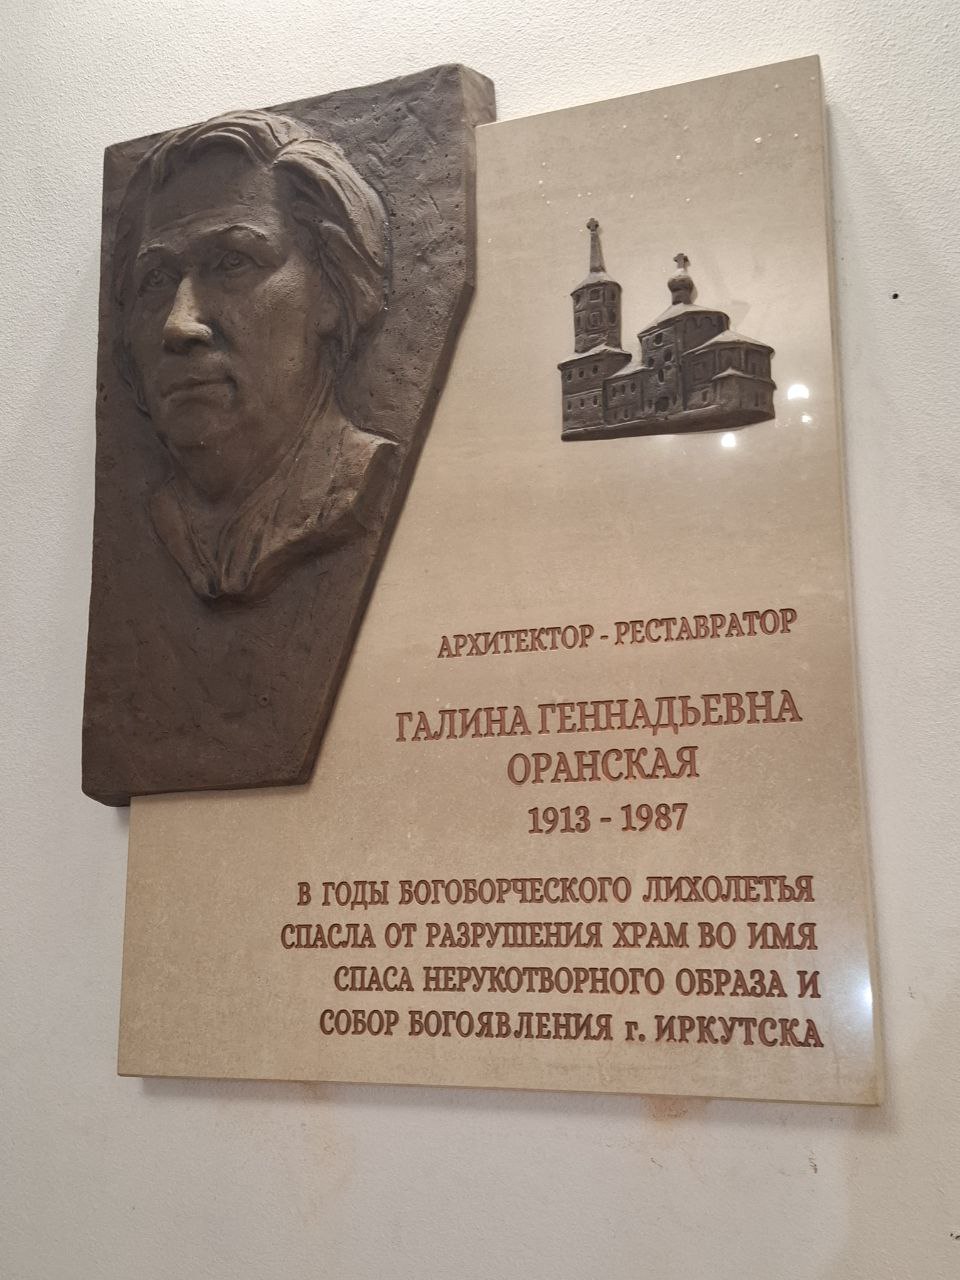 АРХИТЕКТОР - РЕСТАВРАТОР
ГАЛИНА ГЕННАДЬЕВНА
ОРАНСКАЯ
1913 - 1987
В ГОДЫ БОГОБОРЧЕСКОГО ЛИХОЛЕТЬЯ
СПАСЛА ОТ РАЗРУШЕНИЯ ХРАМ ВО ИМЯ
СПАСА НЕРУКОТВОРНОГО ОБРАЗА И
СОБОР БОГОЯВЛЕНИЯ г. ИРКУТСКА